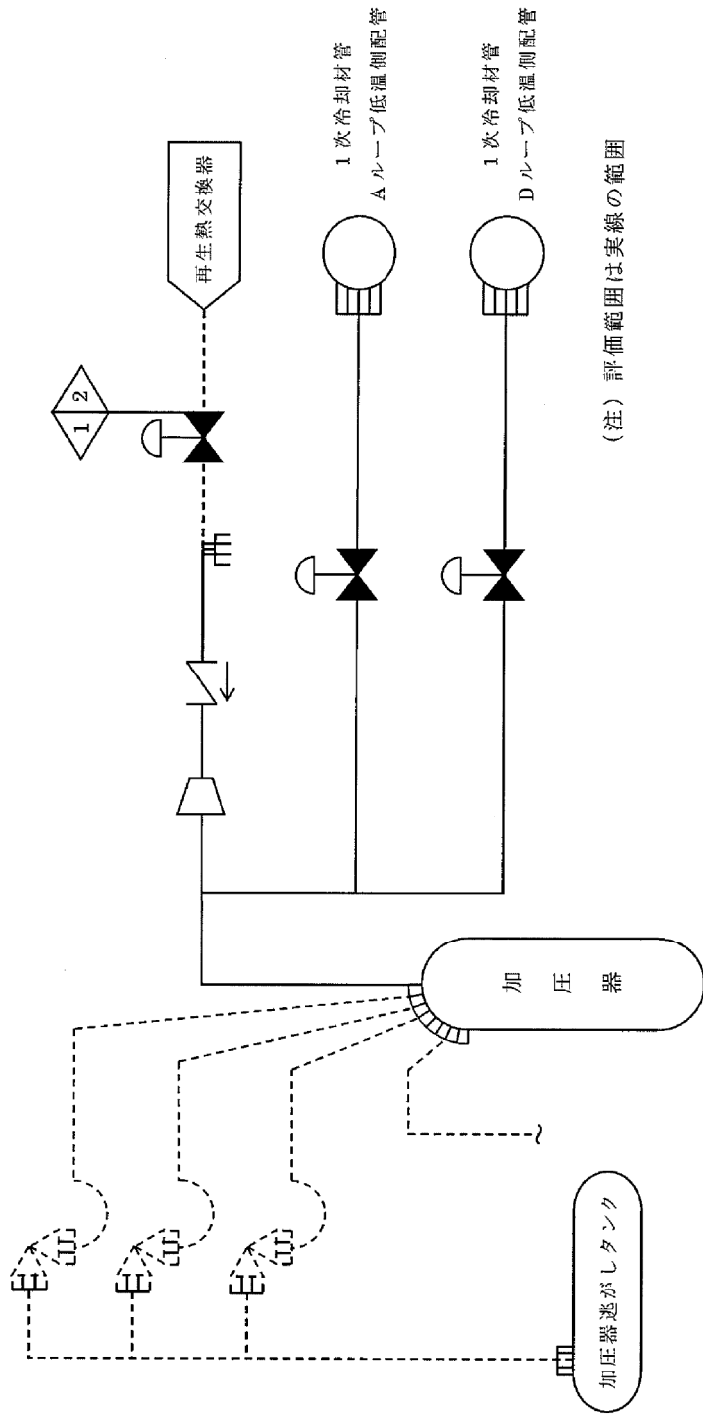 1 2
再生熱交換器
1次冷却材管
Aループ低温側配管
1次冷却材管
Dループ低温側配管
加圧器
加圧器逃がしタンク
(注) 評価範囲は実線の範囲